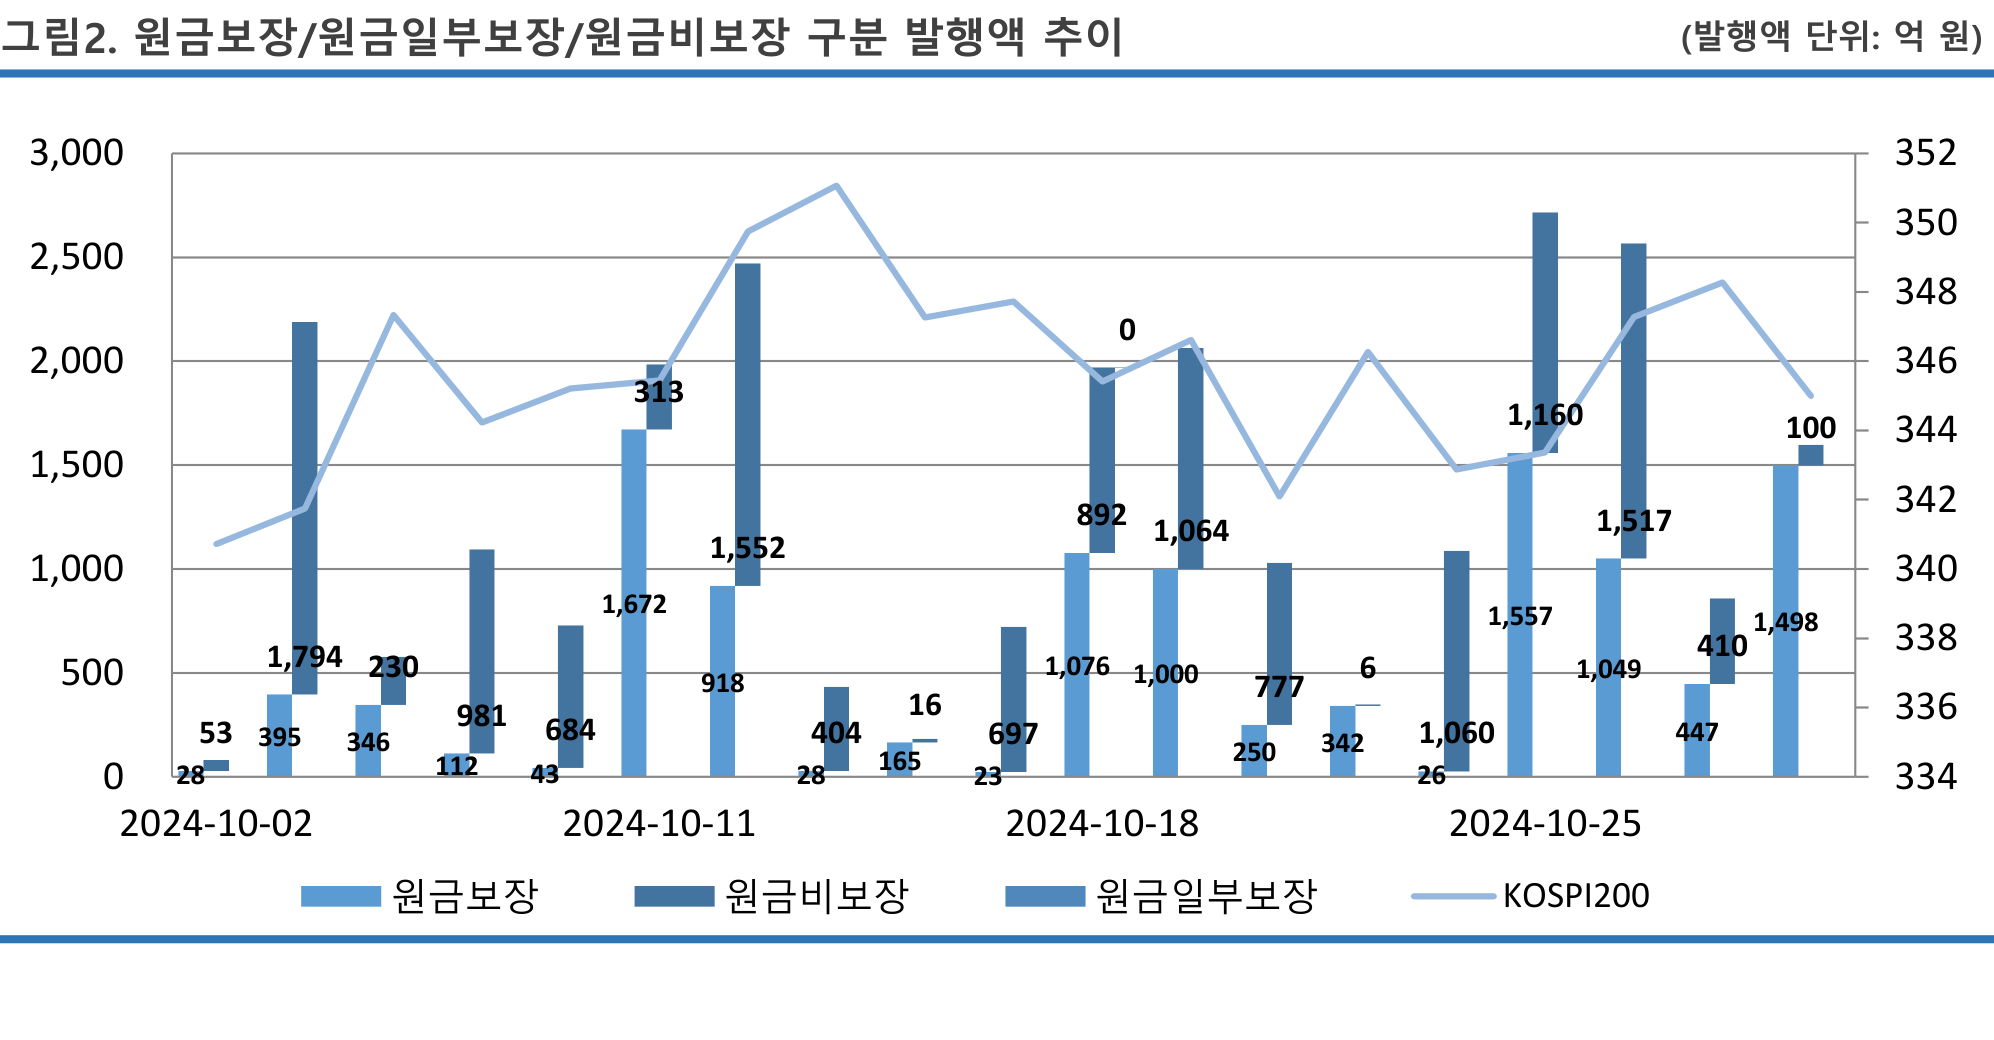 그림2. 원금보장/원금일부보장/원금비보장 구분 발행액 추이 (발행액 단위: 억 원)
3,000 352
350
2,500
348
0
2,000 346
313
1,160 100 344
1,500
892 1,064 1,517 342
1,552
1,000 340
1,672 1,557 1,498
1,794 230 1,076 1,000 1,049 410 338
500 918 777 6
53 395 346 981 684 404 16 697 250 342 1,060 447 336
28 112 43 28 165 23 26
0 334
2024-10-02 2024-10-11 2024-10-18 2024-10-25
원금보장 원금비보장 원금일부보장 KOSPI200